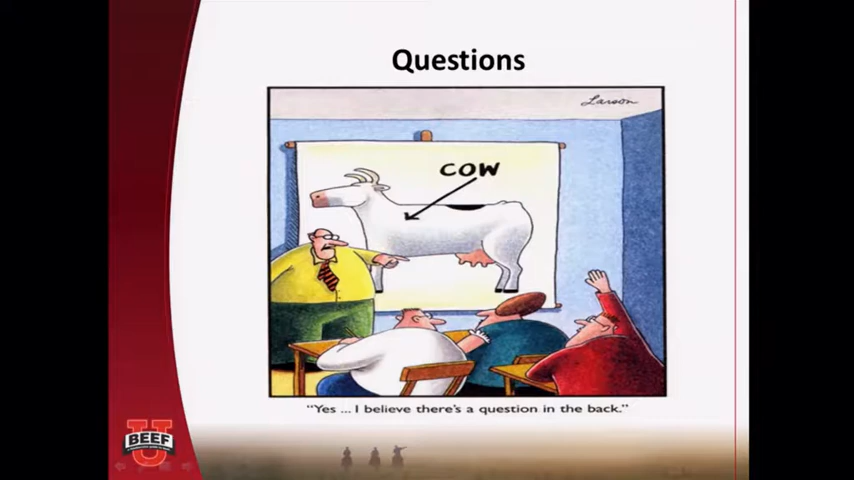 Questions
Larson
COW
"Yes ... I believe there's a question in the back."
U
BEEF